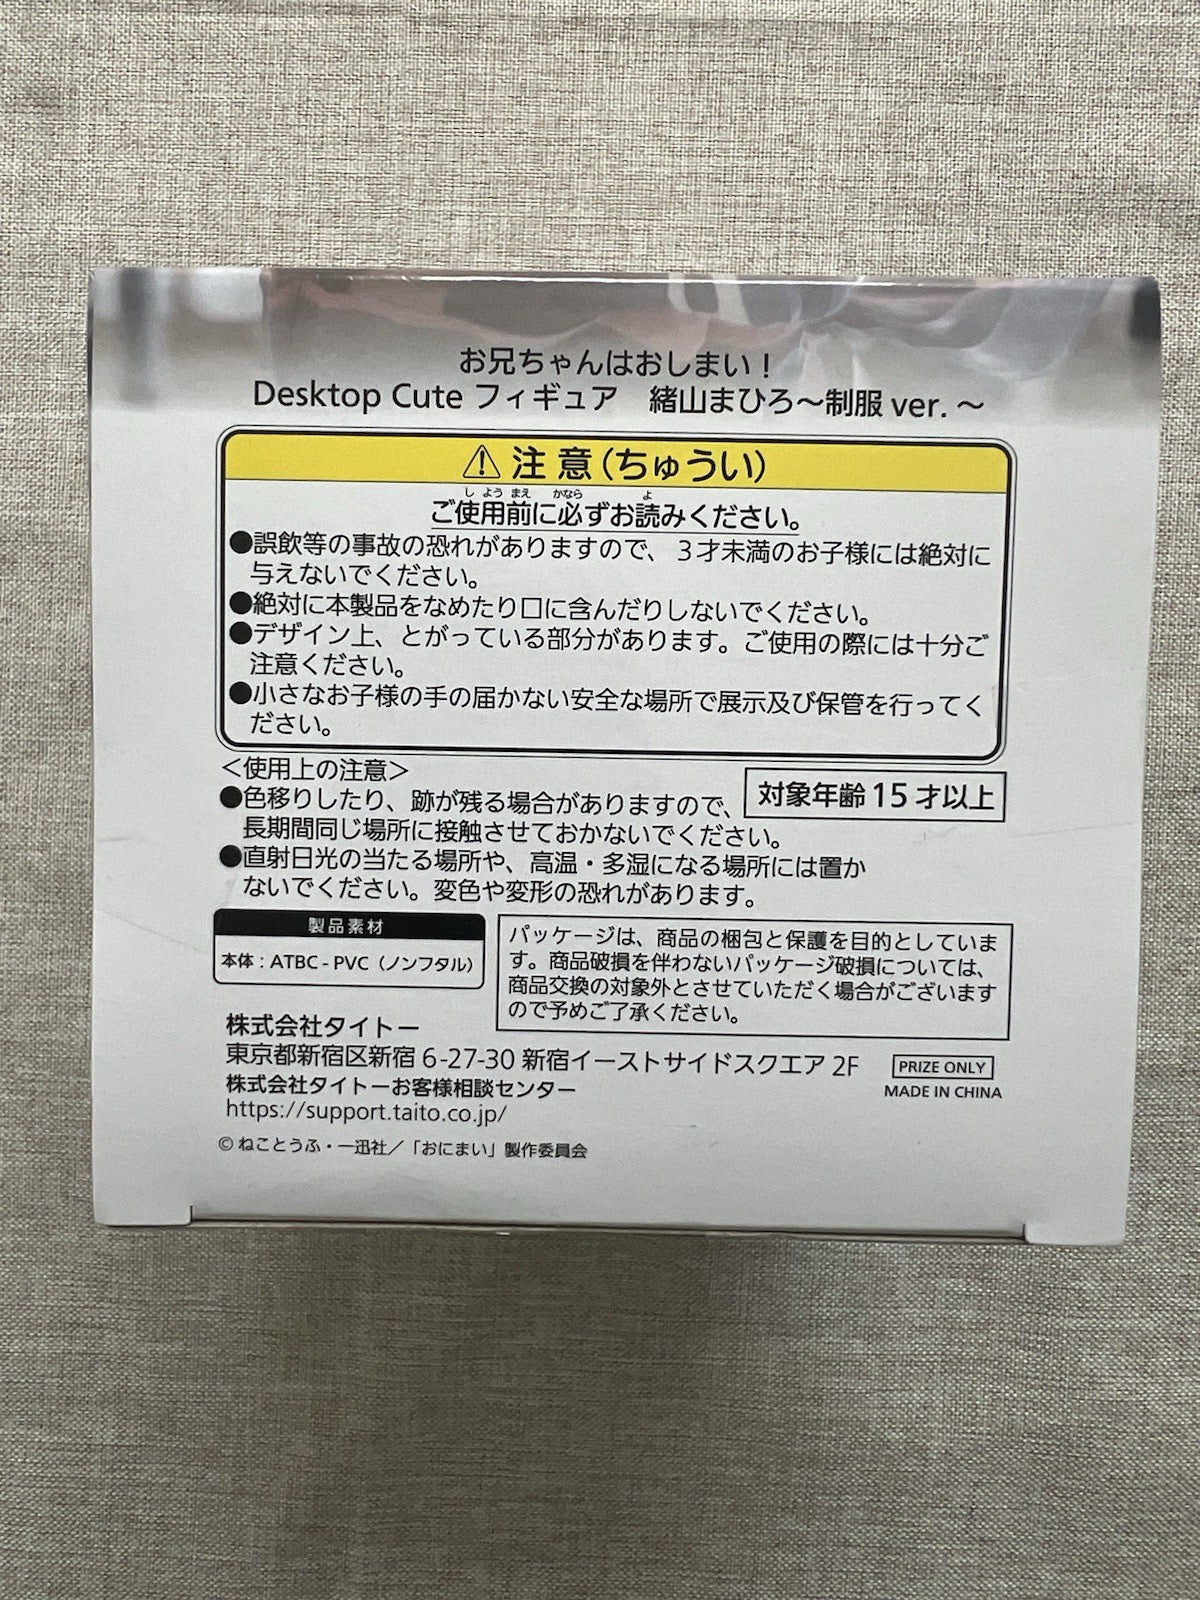 お兄ちゃんはおしまい！
Desktop Cute フィギュア　緒山まひろ～制服 ver. ～
⚠ 注 意（ちゅうい）
ご使用前に必ずお読みください。
●誤飲等の事故の恐れがありますので、３才未満のお子様には絶対に
与えないでください。
●絶対に本製品をなめたり口に含んだりしないでください。
●デザイン上、とがっている部分があります。ご使用の際には十分ご
注意ください。
●小さなお子様の手の届かない安全な場所で展示及び保管を行ってく
ださい。
＜使用上の注意＞
●色移りしたり、跡が残る場合がありますので、
長期間同じ場所に接触させておかないでください。
●直射日光の当たる場所や、高温・多湿になる場所には置か
ないでください。変色や変形の恐れがあります。
対象年齢 15 才以上
製品素材
本体：ATBC - PVC（ノンフタル）
パッケージは、商品の梱包と保護を目的としていま
す。商品破損を伴わないパッケージ破損については、
商品交換の対象外とさせていただく場合がございます
ので予めご了承ください。
株式会社タイトー
東京都新宿区新宿 6-27-30 新宿イーストサイドスクエア 2F
株式会社タイトーお客様相談センター
https://support.taito.co.jp/
PRIZE ONLY
MADE IN CHINA
© ねことうふ・一迅社／「おにまい」製作委員会